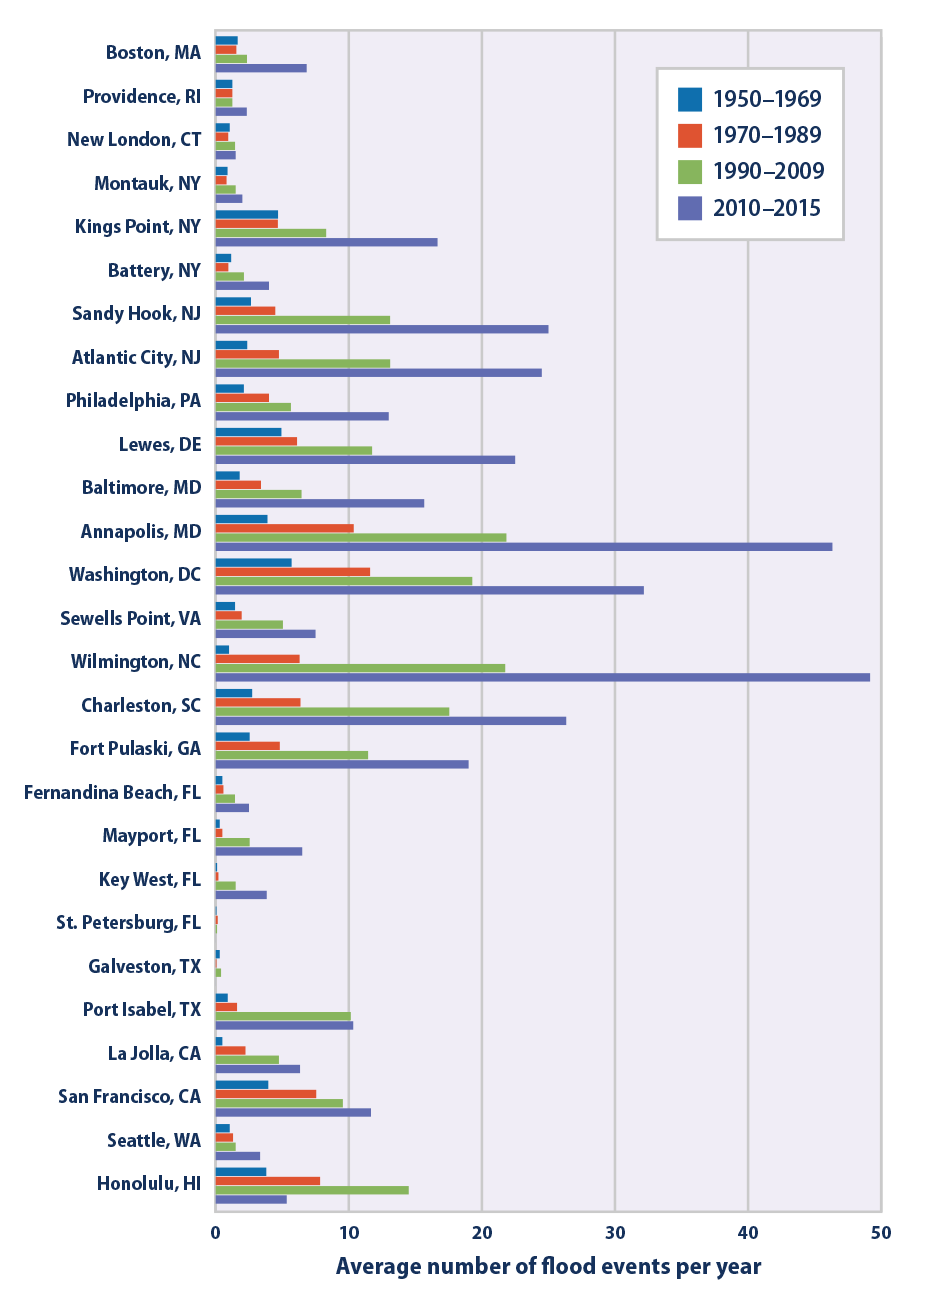 Boston, MA
Providence, RI
New London, CT
Montauk, NY
Kings Point, NY
Battery, NY
Sandy Hook, NJ
Atlantic City, NJ
Philadelphia, PA
Lewes, DE
Baltimore, MD
Annapolis, MD
Washington, DC
Sewells Point, VA
Wilmington, NC
Charleston, SC
Fort Pulaski, GA
Fernandina Beach, FL
Mayport, FL
Key West, FL
St. Petersburg, FL
Galveston, TX
Port Isabel, TX
La Jolla, CA
San Francisco, CA
Seattle, WA
Honolulu, HI
1950–1969
1970–1989
1990–2009
2010–2015
0 10 20 30 40 50
Average number of flood events per year